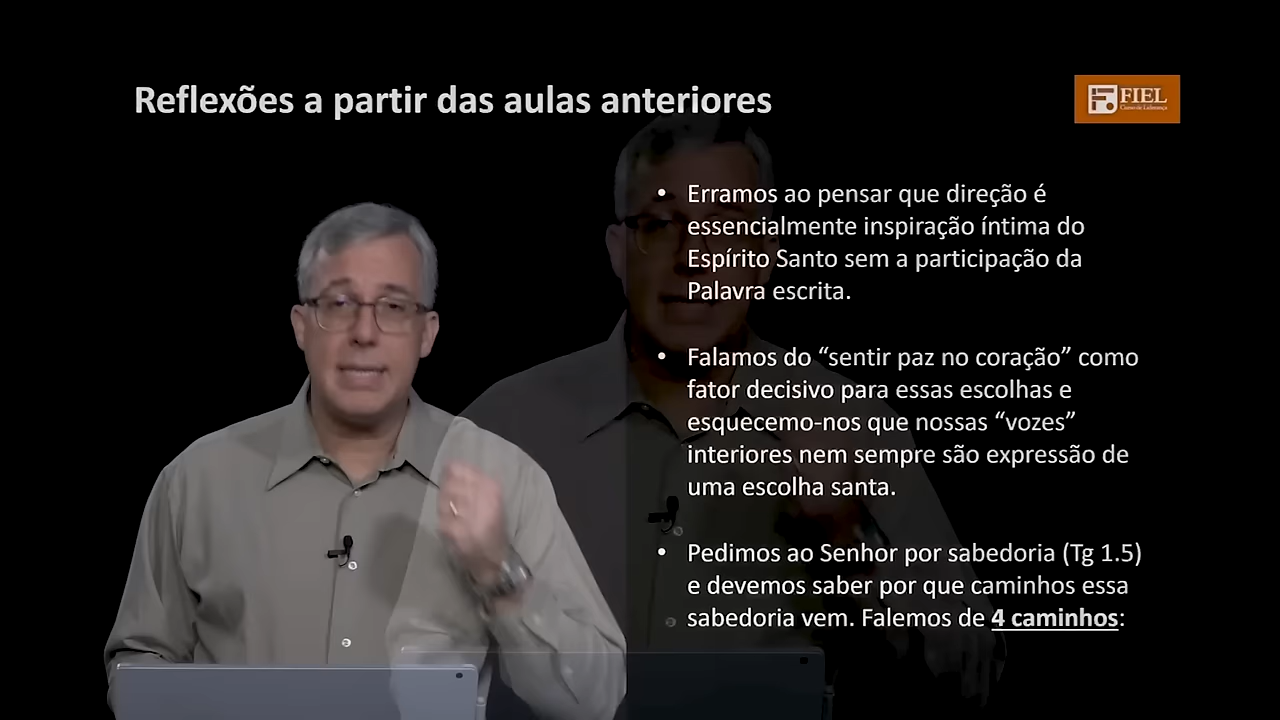 Reflexões a partir das aulas anteriores
FIEL
• Erramos ao pensar que direção é
essencialmente inspiração íntima do
Espírito Santo sem a participação da
Palavra escrita.
• Falamos do “sentir paz no coração” como
fator decisivo para essas escolhas e
esquecemo-nos que nossas “vozes”
interiores nem sempre são expressão de
uma escolha santa.
• Pedimos ao Senhor por sabedoria (Tg 1.5)
e devemos saber por que caminhos essa
sabedoria vem. Falemos de 4 caminhos: